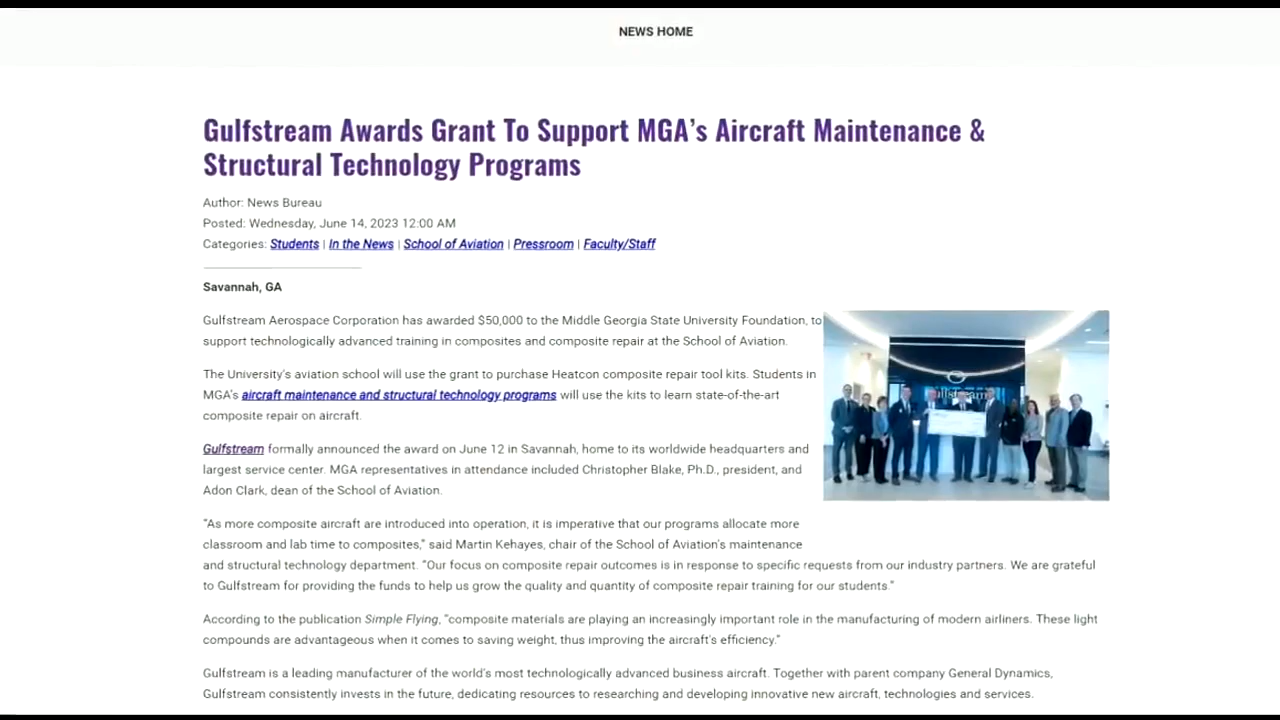 NEWS HOME
Gulfstream Awards Grant To Support MGA's Aircraft Maintenance &
Structural Technology Programs
Author: News Bureau
Posted: Wednesday, June 14, 2023 12:00 AM
Categories: Students | In the News | School of Aviation | Pressroom | Faculty/Staff
Savannah, GA
Gulfstream Aerospace Corporation has awarded $50,000 to the Middle Georgia State University Foundation, to
support technologically advanced training in composites and composite repair at the School of Aviation.
The University's aviation school will use the grant to purchase Heatcon composite repair tool kits. Students in
MGA's aircraft maintenance and structural technology programs will use the kits to learn state-of-the-art
composite repair on aircraft.
Gulfstream
Gulfstream formally announced the award on June 12 in Savannah, home to its worldwide headquarters and
largest service center. MGA representatives in attendance included Christopher Blake, Ph.D., president, and
Adon Clark, dean of the School of Aviation.
"As more composite aircraft are introduced into operation, it is imperative that our programs allocate more
classroom and lab time to composites," said Martin Kehayes, chair of the School of Aviation's maintenance
and structural technology department. "Our focus on composite repair outcomes is in response to specific requests from our industry partners. We are grateful
to Gulfstream for providing the funds to help us grow the quality and quantity of composite repair training for our students."
According to the publication Simple Flying, "composite materials are playing an increasingly important role in the manufacturing of modern airliners. These light
compounds are advantageous when it comes to saving weight, thus improving the aircraft's efficiency."
Gulfstream is a leading manufacturer of the world's most technologically advanced business aircraft. Together with parent company General Dynamics,
Gulfstream consistently invests in the future, dedicating resources to researching and developing innovative new aircraft, technologies and services.